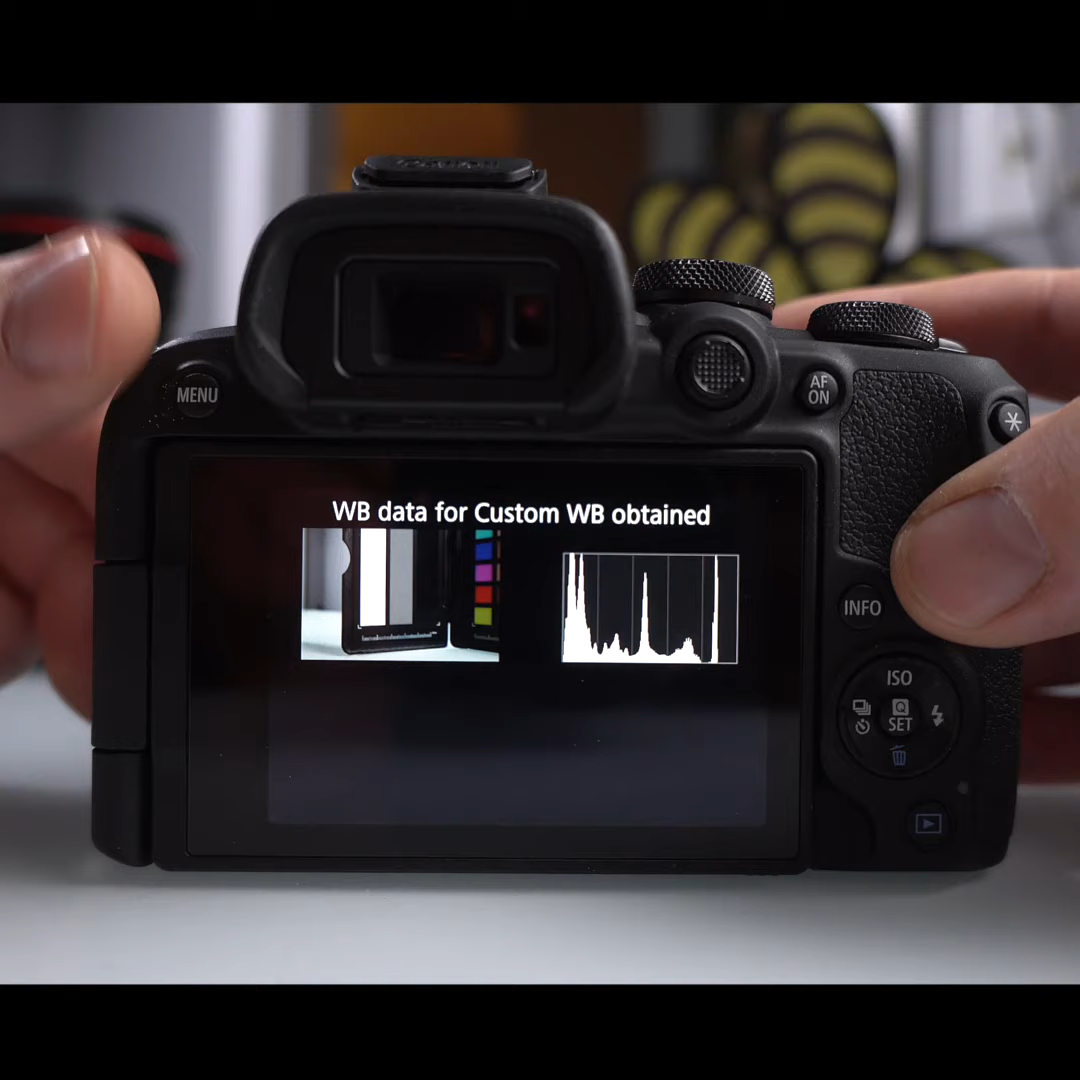 MENU
AF
ON
WB data for Custom WB obtained
INFO
ISO
Q
SET